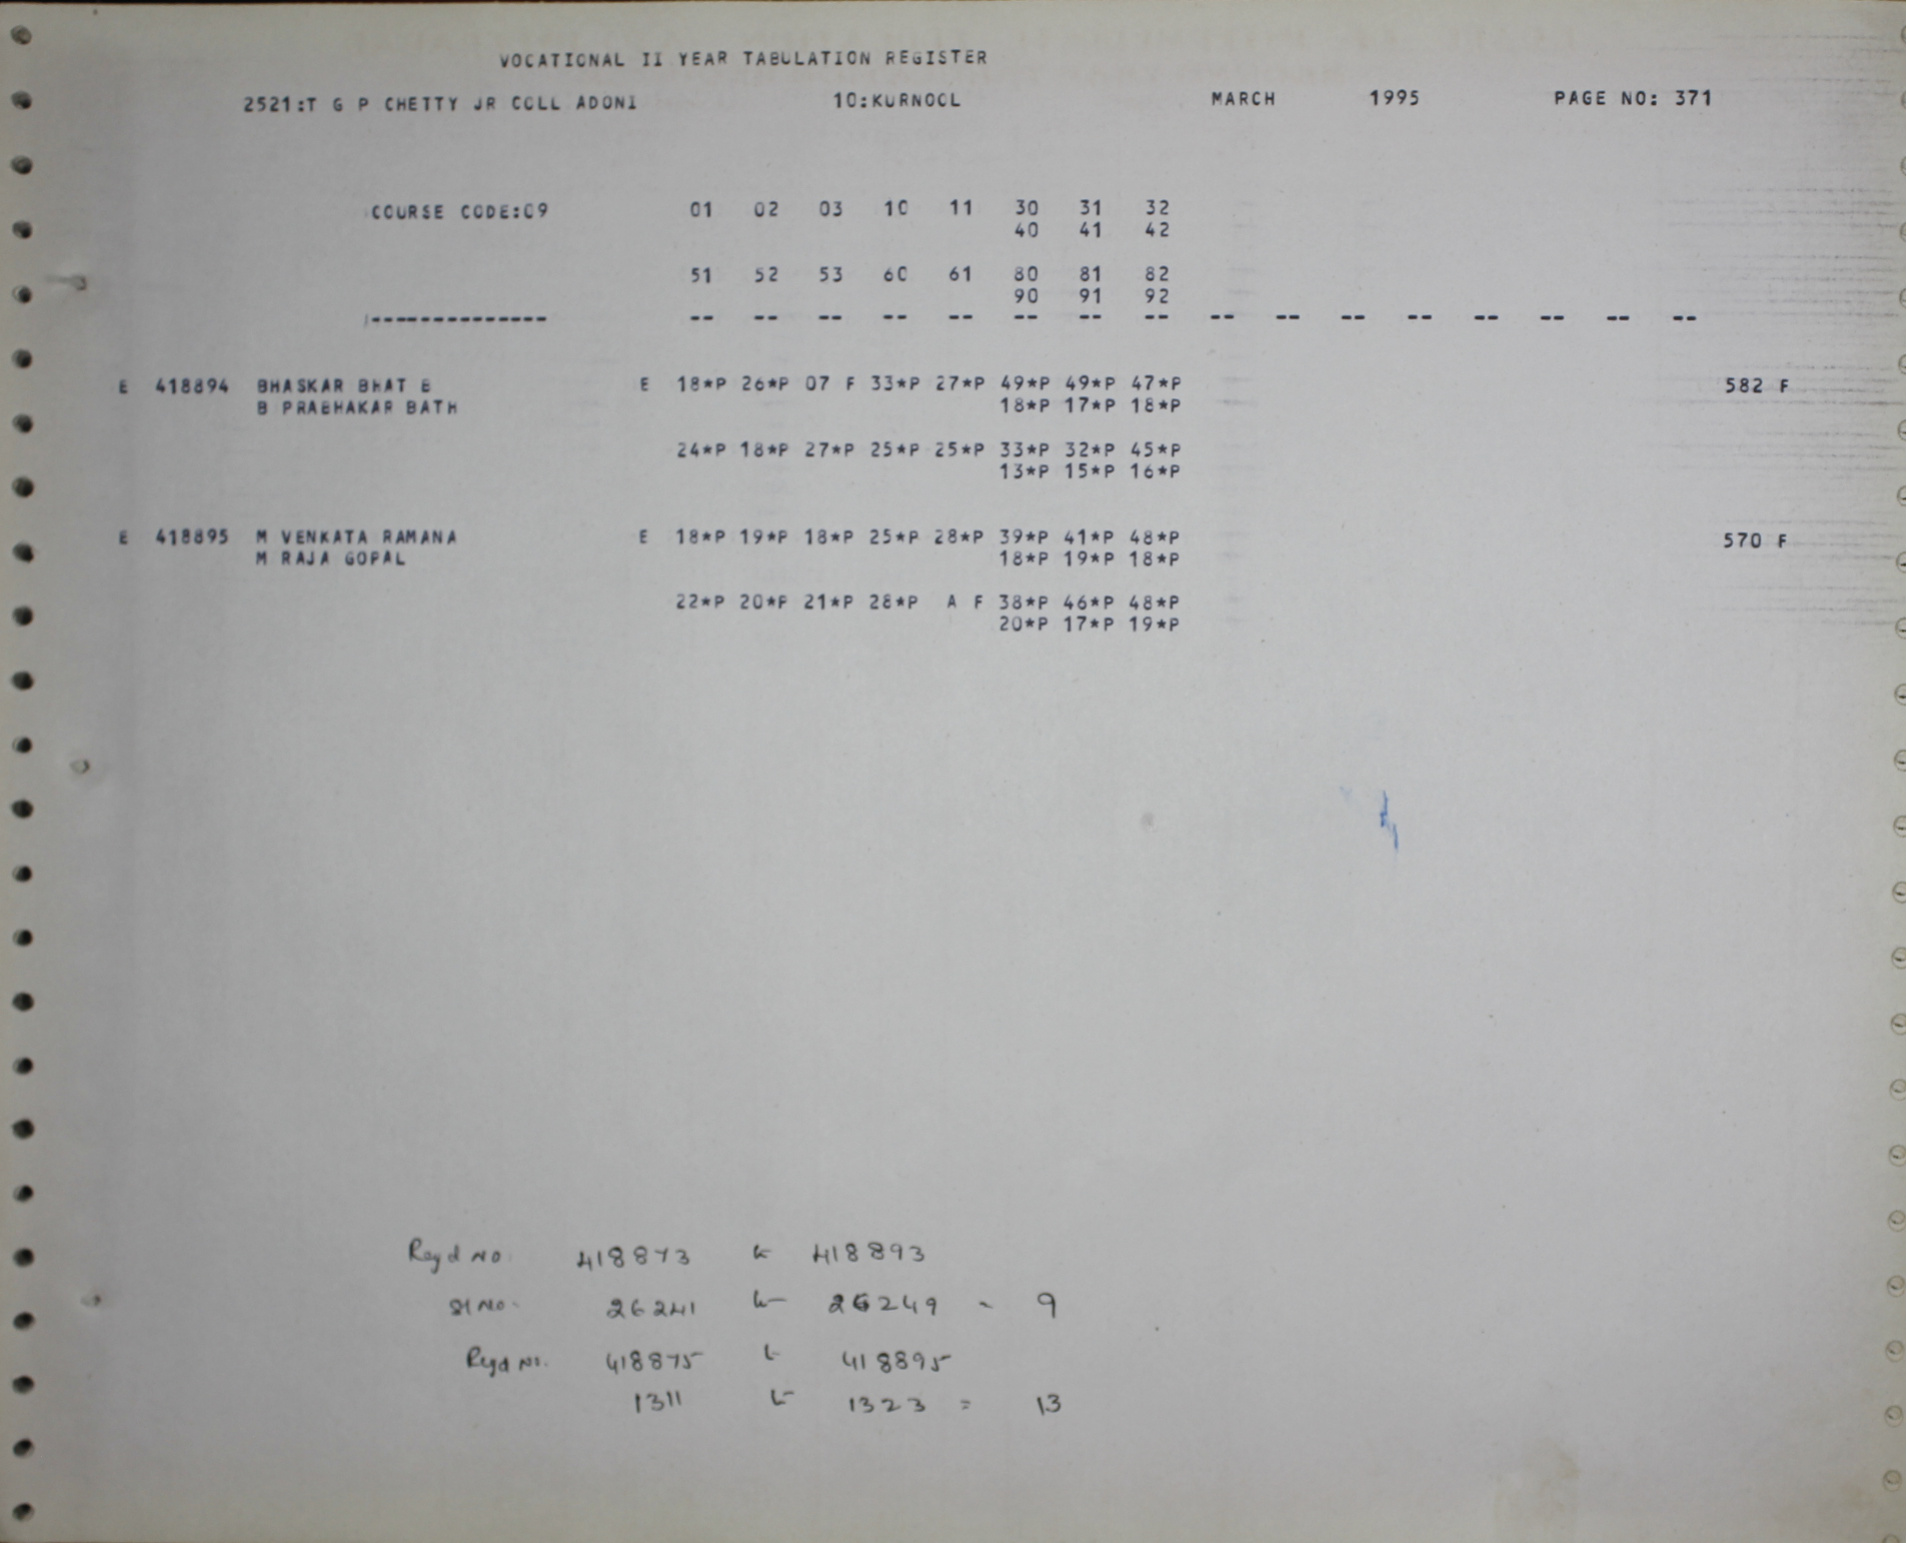 VOCATIONAL II YEAR TABULATION REGISTER
2521:T G P CHETTY JR COLL ADONI 10:KURNOOL MARCH 1995 PAGE NO: 371
COURSE CODE:09 01 02 03 10 11 30 31 32
40 41 42
51 52 53 60 61 80 81 82
90 91 92
-------------- -- -- -- -- -- -- -- -- -- -- -- -- -- -- -- --
E 418894 BHASKAR BHAT B E 18*P 26*P 07 F 33*P 27*P 49*P 49*P 47*P 582 F
B PRABHAKAR BATH 18*P 17*P 18*P
24*P 18*P 27*P 25*P 25*P 33*P 32*P 45*P
13*P 15*P 16*P
E 418895 M VENKATA RAMANA E 18*P 19*P 18*P 25*P 28*P 39*P 41*P 48*P 570 F
M RAJA GOPAL 18*P 19*P 18*P
22*P 20*P 21*P 28*P A F 38*P 46*P 48*P
20*P 17*P 19*P
Regd No. 418873 to 418893
Sl No. 26241 to 26249 - 9
Regd No. 418875 to 418895
1311 to 1323 = 13